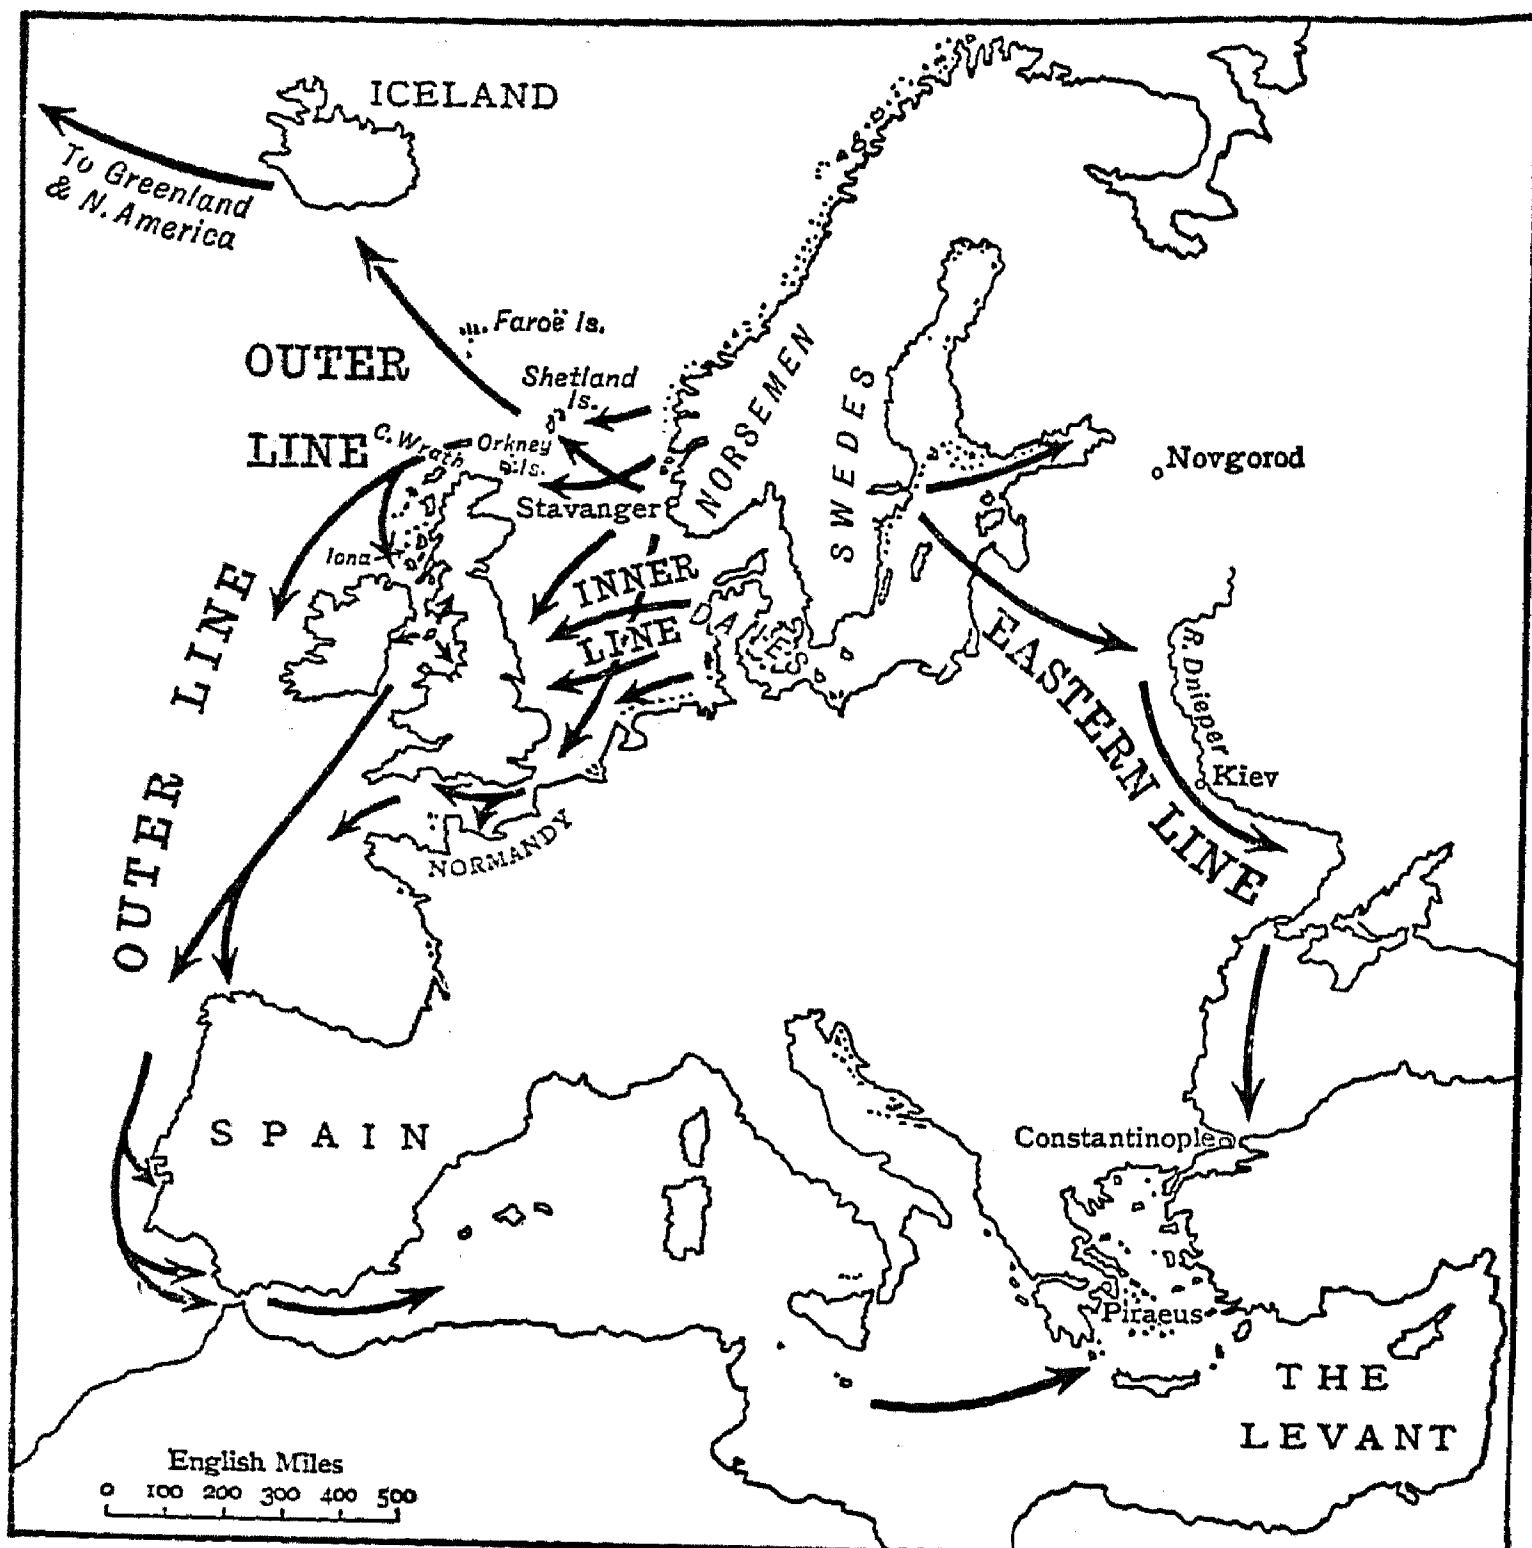 ICELAND
To Greenland
& N. America
Faroë Is.
OUTER
LINE
Shetland
Is.
C. Wrath
Orkney
Is.
Stavanger
NORSEMEN
SWEDES
Novgorod
Iona
INNER
LINE
DANES
OUTER LINE
EASTERN LINE
R. Dnieper
Kiev
NORMANDY
SPAIN
Constantinople
Piraeus
THE
LEVANT
English Miles
0 100 200 300 400 500